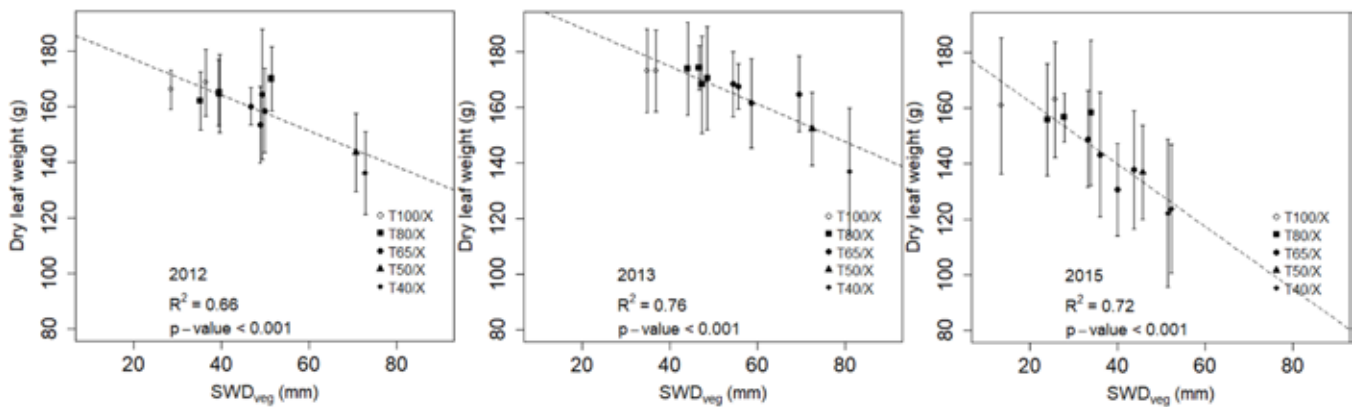 Dry leaf weight (g)
180
160
140
120
100
80
T100/X
T80/X
T65/X
T50/X
T40/X
2012
R² = 0.66
p – value < 0.001
20 40 60 80
SWDveg (mm)
Dry leaf weight (g)
180
160
140
120
100
80
T100/X
T80/X
T65/X
T50/X
T40/X
2013
R² = 0.76
p – value < 0.001
20 40 60 80
SWDveg (mm)
Dry leaf weight (g)
180
160
140
120
100
80
T100/X
T80/X
T65/X
T50/X
T40/X
2015
R² = 0.72
p – value < 0.001
20 40 60 80
SWDveg (mm)